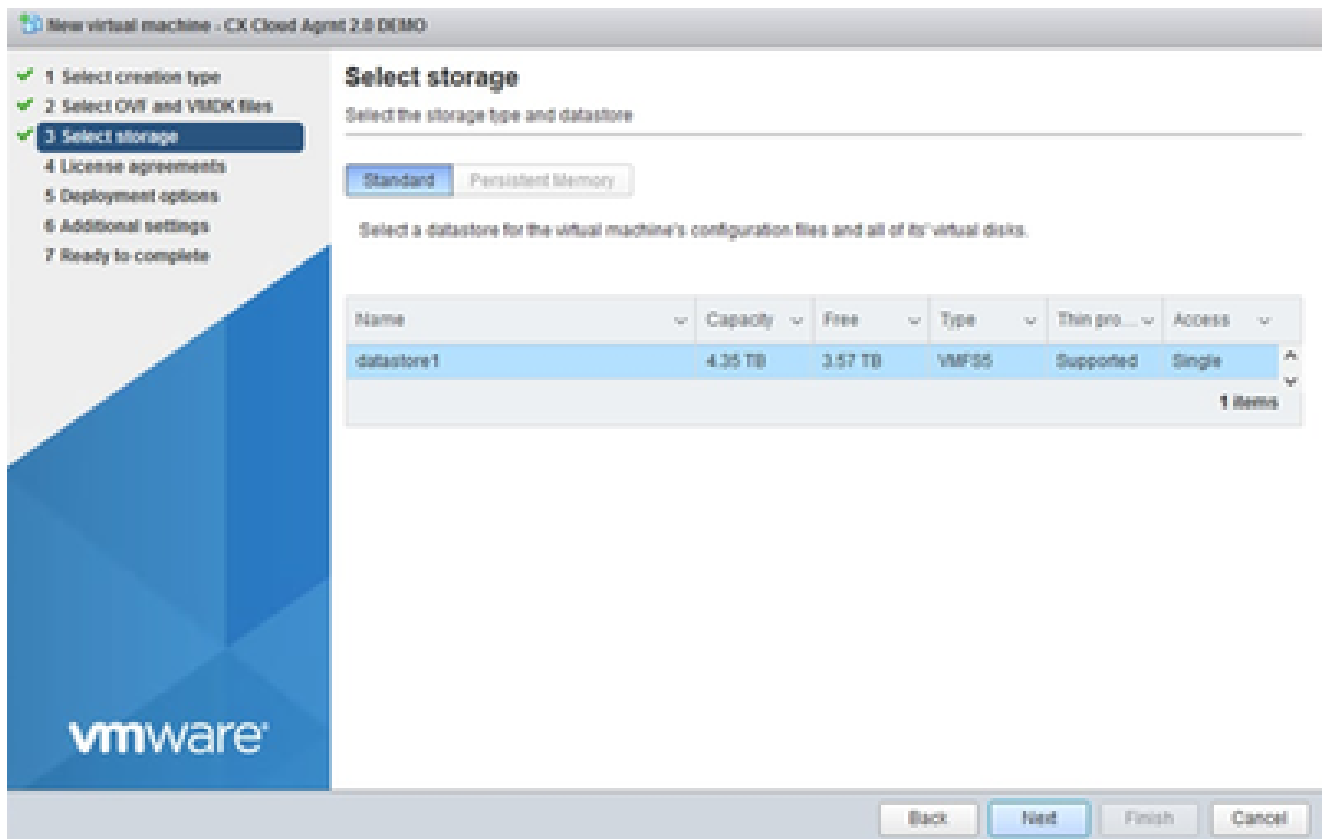 New virtual machine - CX Cloud Agrnt 2.0 DEMO
1 Select creation type
2 Select OVF and VMDK files
3 Select storage
4 License agreements
5 Deployment options
6 Additional settings
7 Ready to complete
vmware
Select storage
Select the storage type and datastore
Standard Persistent Memory
Select a datastore for the virtual machine's configuration files and all of its' virtual disks.
Name Capacity Free Type Thin pro... Access
datastore1 4.35 TB 3.57 TB VMFS5 Supported Single
1 items
Back Next Finish Cancel